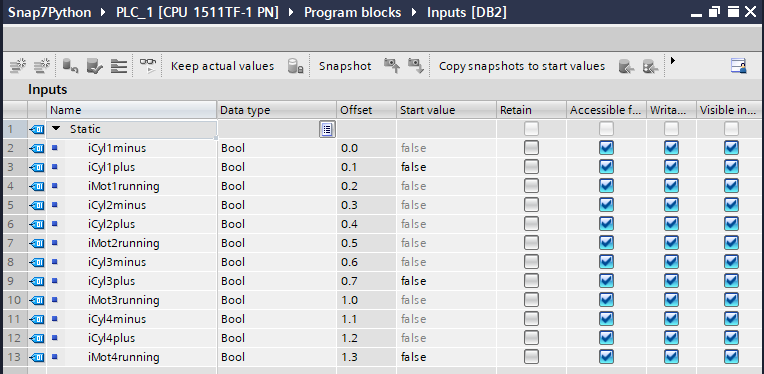 Snap7Python ▸ PLC_1 [CPU 1511TF-1 PN] ▸ Program blocks ▸ Inputs [DB2]
Keep actual values Snapshot Copy snapshots to start values
Inputs
Name Data type Offset Start value Retain Accessible f... Writa... Visible in...
1 Static
2 iCyl1minus Bool 0.0 false
3 iCyl1plus Bool 0.1 false
4 iMot1running Bool 0.2 false
5 iCyl2minus Bool 0.3 false
6 iCyl2plus Bool 0.4 false
7 iMot2running Bool 0.5 false
8 iCyl3minus Bool 0.6 false
9 iCyl3plus Bool 0.7 false
10 iMot3running Bool 1.0 false
11 iCyl4minus Bool 1.1 false
12 iCyl4plus Bool 1.2 false
13 iMot4running Bool 1.3 false